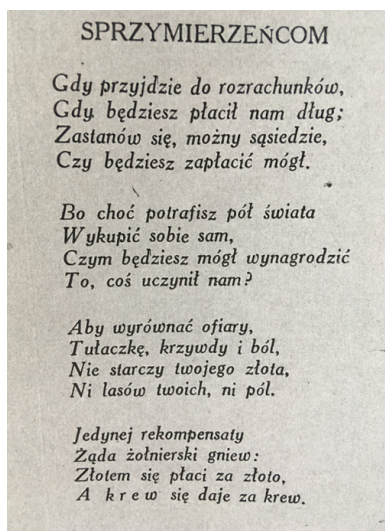 SPRZYMIERZEŃCOM
Gdy przyjdzie do rozrachunków,
Gdy będziesz płacił nam dług;
Zastanów się, możny sąsiedzie,
Czy będziesz zapłacić mógł.
Bo choć potrafisz pół świata
Wykupić sobie sam,
Czym będziesz mógł wynagrodzić
To, coś uczynił nam?
Aby wyrównać ofiary,
Tułaczkę, krzywdy i ból,
Nie starczy twojego złota,
Ni lasów twoich, ni pól.
Jedynej rekompensaty
Żąda żołnierski gniew:
Złotem się płaci za złoto,
A krew się daje za krew.